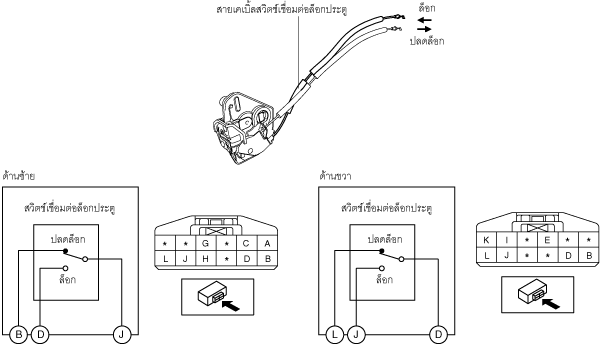 สายเคเบิ้ลสวิตช์เชื่อมต่อล็อกประตู
ล็อก
ปลดล็อก
ด้านซ้าย
สวิตช์เชื่อมต่อล็อกประตู
ปลดล็อก
ล็อก
B D J
* * G * C A
L J H * D B
ด้านขวา
สวิตช์เชื่อมต่อล็อกประตู
ปลดล็อก
ล็อก
L J D
K I * E * *
L J * * D B